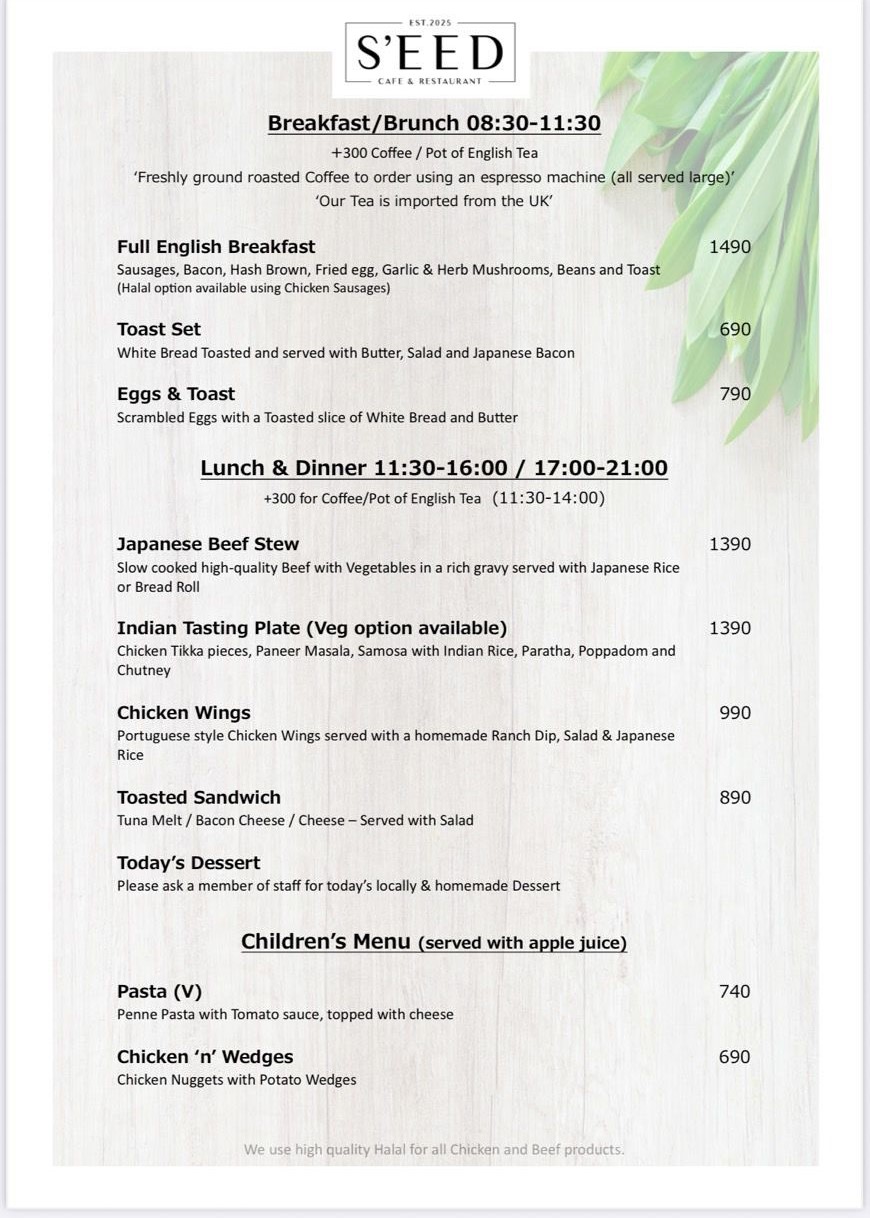 EST.2025
S'EED
CAFE & RESTAURANT
Breakfast/Brunch 08:30-11:30
+300 Coffee / Pot of English Tea
‘Freshly ground roasted Coffee to order using an espresso machine (all served large)’
‘Our Tea is imported from the UK’
Full English Breakfast 1490
Sausages, Bacon, Hash Brown, Fried egg, Garlic & Herb Mushrooms, Beans and Toast
(Halal option available using Chicken Sausages)
Toast Set 690
White Bread Toasted and served with Butter, Salad and Japanese Bacon
Eggs & Toast 790
Scrambled Eggs with a Toasted slice of White Bread and Butter
Lunch & Dinner 11:30-16:00 / 17:00-21:00
+300 for Coffee/Pot of English Tea (11:30-14:00)
Japanese Beef Stew 1390
Slow cooked high-quality Beef with Vegetables in a rich gravy served with Japanese Rice
or Bread Roll
Indian Tasting Plate (Veg option available) 1390
Chicken Tikka pieces, Paneer Masala, Samosa with Indian Rice, Paratha, Poppadom and
Chutney
Chicken Wings 990
Portuguese style Chicken Wings served with a homemade Ranch Dip, Salad & Japanese
Rice
Toasted Sandwich 890
Tuna Melt / Bacon Cheese / Cheese – Served with Salad
Today’s Dessert
Please ask a member of staff for today’s locally & homemade Dessert
Children’s Menu (served with apple juice)
Pasta (V) 740
Penne Pasta with Tomato sauce, topped with cheese
Chicken ‘n’ Wedges 690
Chicken Nuggets with Potato Wedges
We use high quality Halal for all Chicken and Beef products.